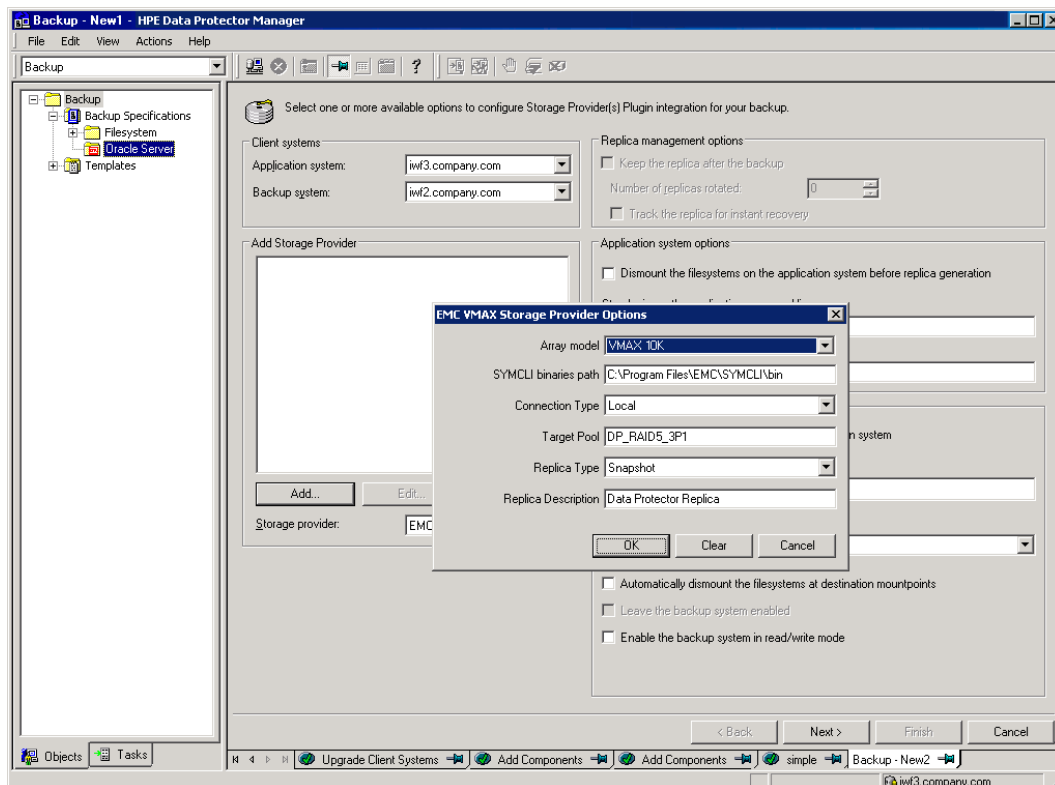 Backup - New1 - HPE Data Protector Manager
File Edit View Actions Help
Backup
Backup
Backup Specifications
Filesystem
Oracle Server
Templates
Select one or more available options to configure Storage Provider(s) Plugin integration for your backup.
Client systems
Application system: iwf3.company.com
Backup system: iwf2.company.com
Replica management options
Keep the replica after the backup
Number of replicas rotated: 0
Track the replica for instant recovery
Add Storage Provider
Add... Edit...
Storage provider: EMC
Application system options
Dismount the filesystems on the application system before replica generation
EMC VMAX Storage Provider Options
Array model VMAX 10K
SYMCLI binaries path C:\Program Files\EMC\SYMCLI\bin
Connection Type Local
Target Pool DP_RAID5_3P1
Replica Type Snapshot
Replica Description Data Protector Replica
OK Clear Cancel
n system
Automatically dismount the filesystems at destination mountpoints
Leave the backup system enabled
Enable the backup system in read/write mode
< Back Next > Finish Cancel
Objects Tasks
Upgrade Client Systems Add Components Add Components simple Backup - New2
iwf3.company.com